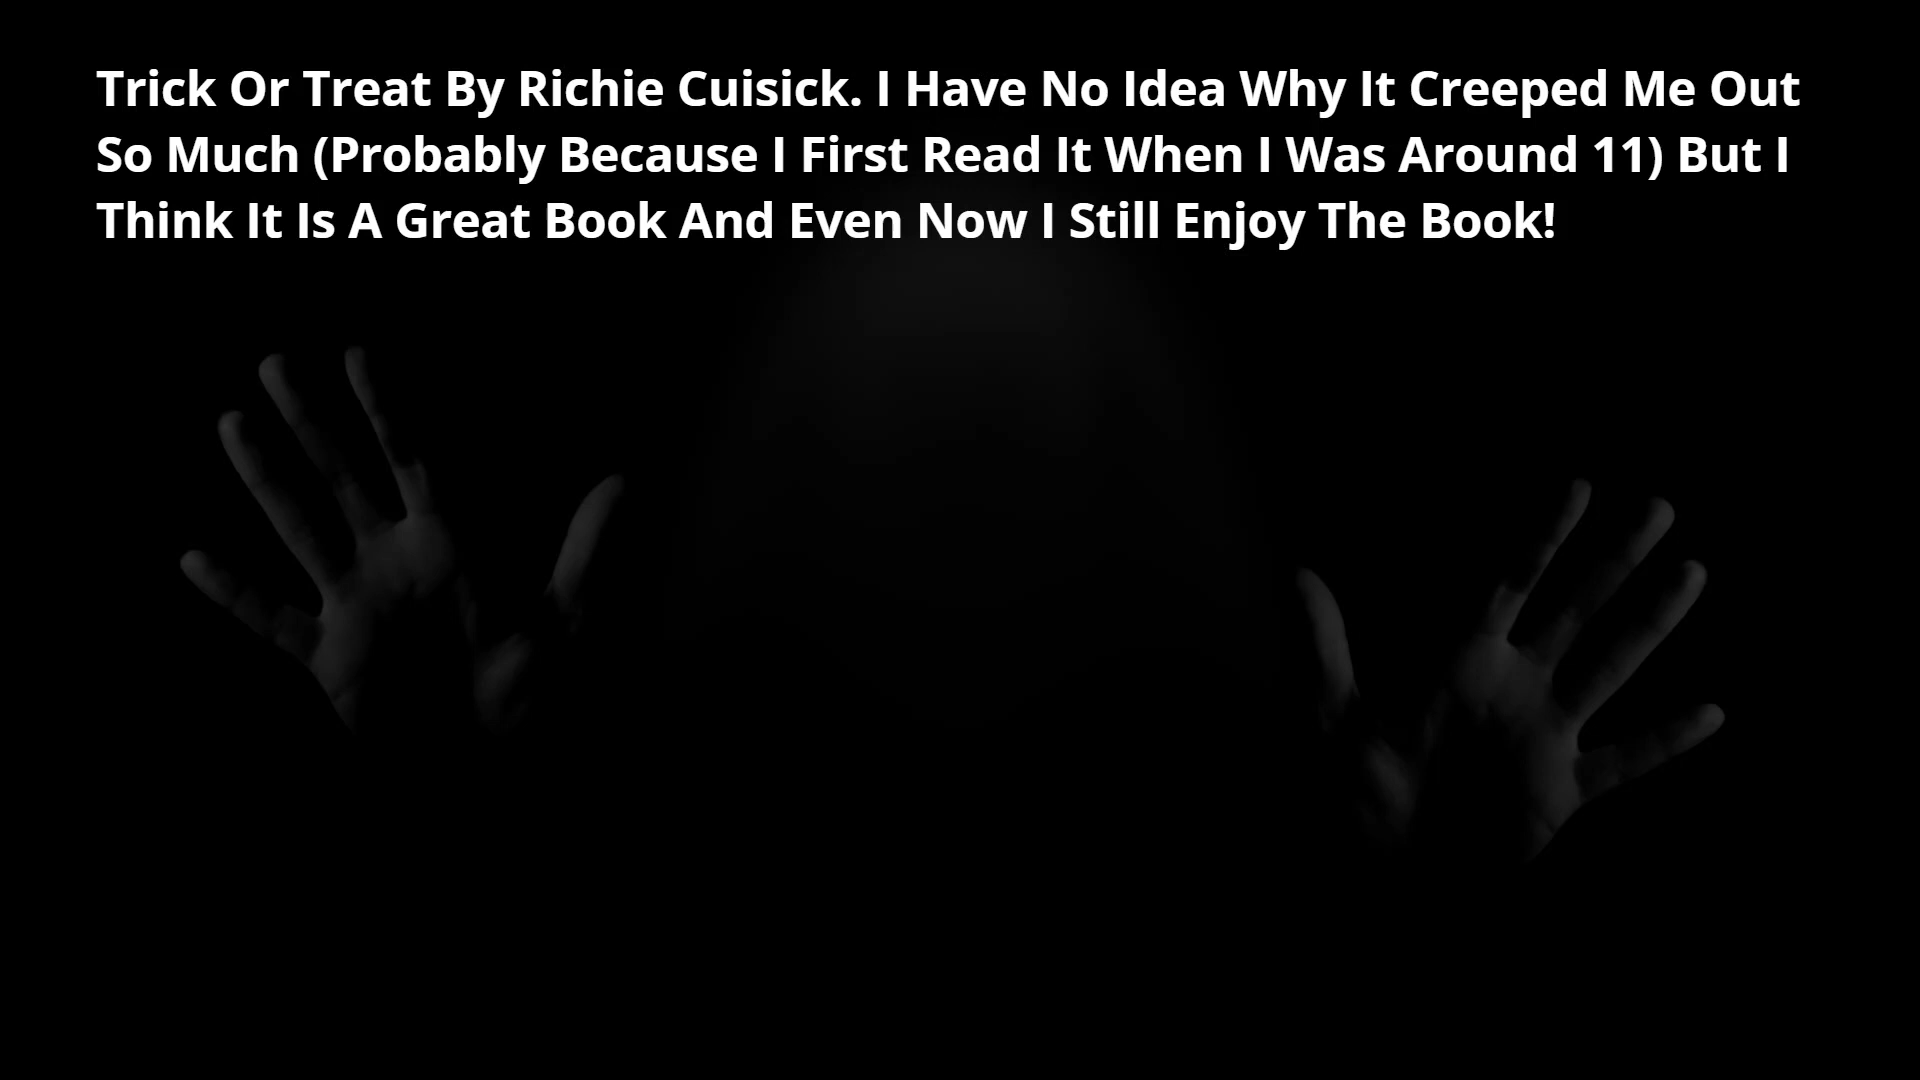 Trick Or Treat By Richie Cuisick. I Have No Idea Why It Creeped Me Out
So Much (Probably Because I First Read It When I Was Around 11) But I
Think It Is A Great Book And Even Now I Still Enjoy The Book!